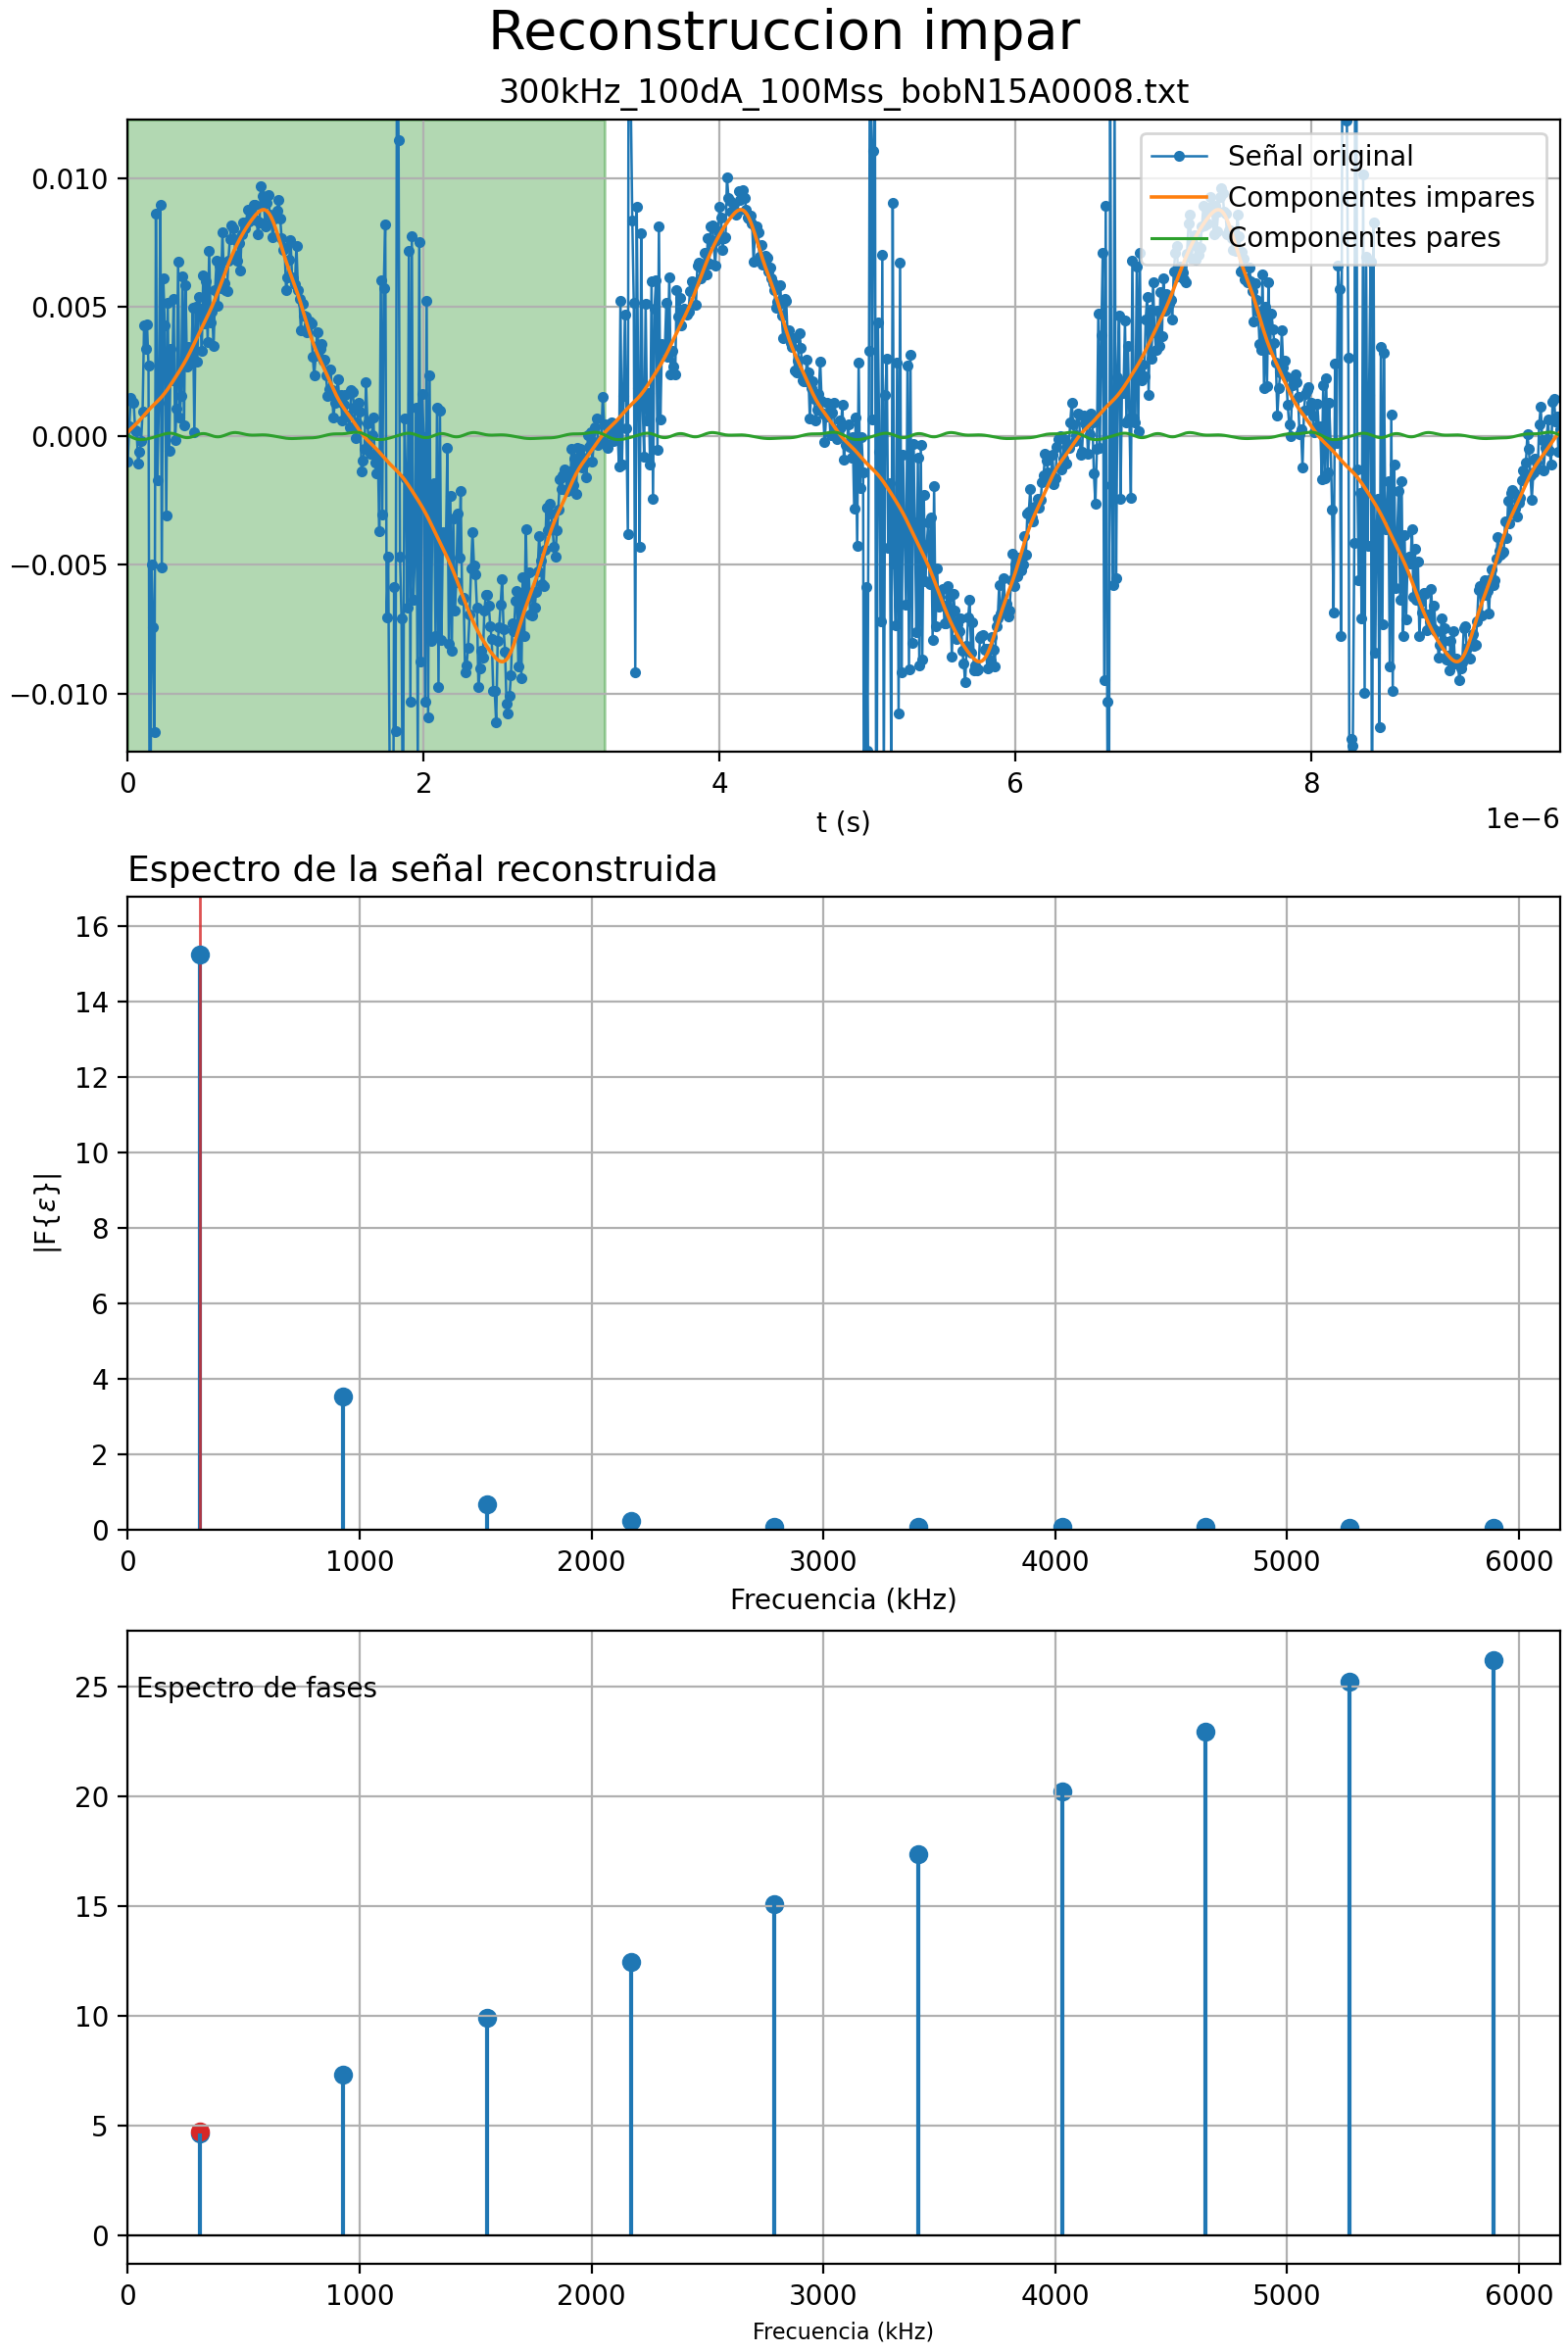 Reconstruccion impar
300kHz_100dA_100Mss_bobN15A0008.txt
Señal original
Componentes impares
Componentes pares
0.010
0.005
0.000
−0.005
−0.010
0 2 4 6 8
1e−6
t (s)
Espectro de la señal reconstruida
16
14
12
10
8
6
4
2
0
|F{ε}|
0 1000 2000 3000 4000 5000 6000
Frecuencia (kHz)
Espectro de fases
25
20
15
10
5
0
0 1000 2000 3000 4000 5000 6000
Frecuencia (kHz)